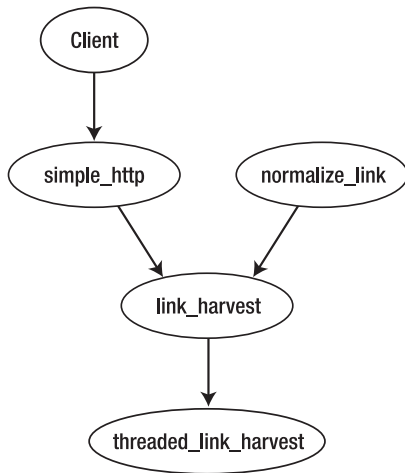 Client
simple_http
normalize_link
link_harvest
threaded_link_harvest